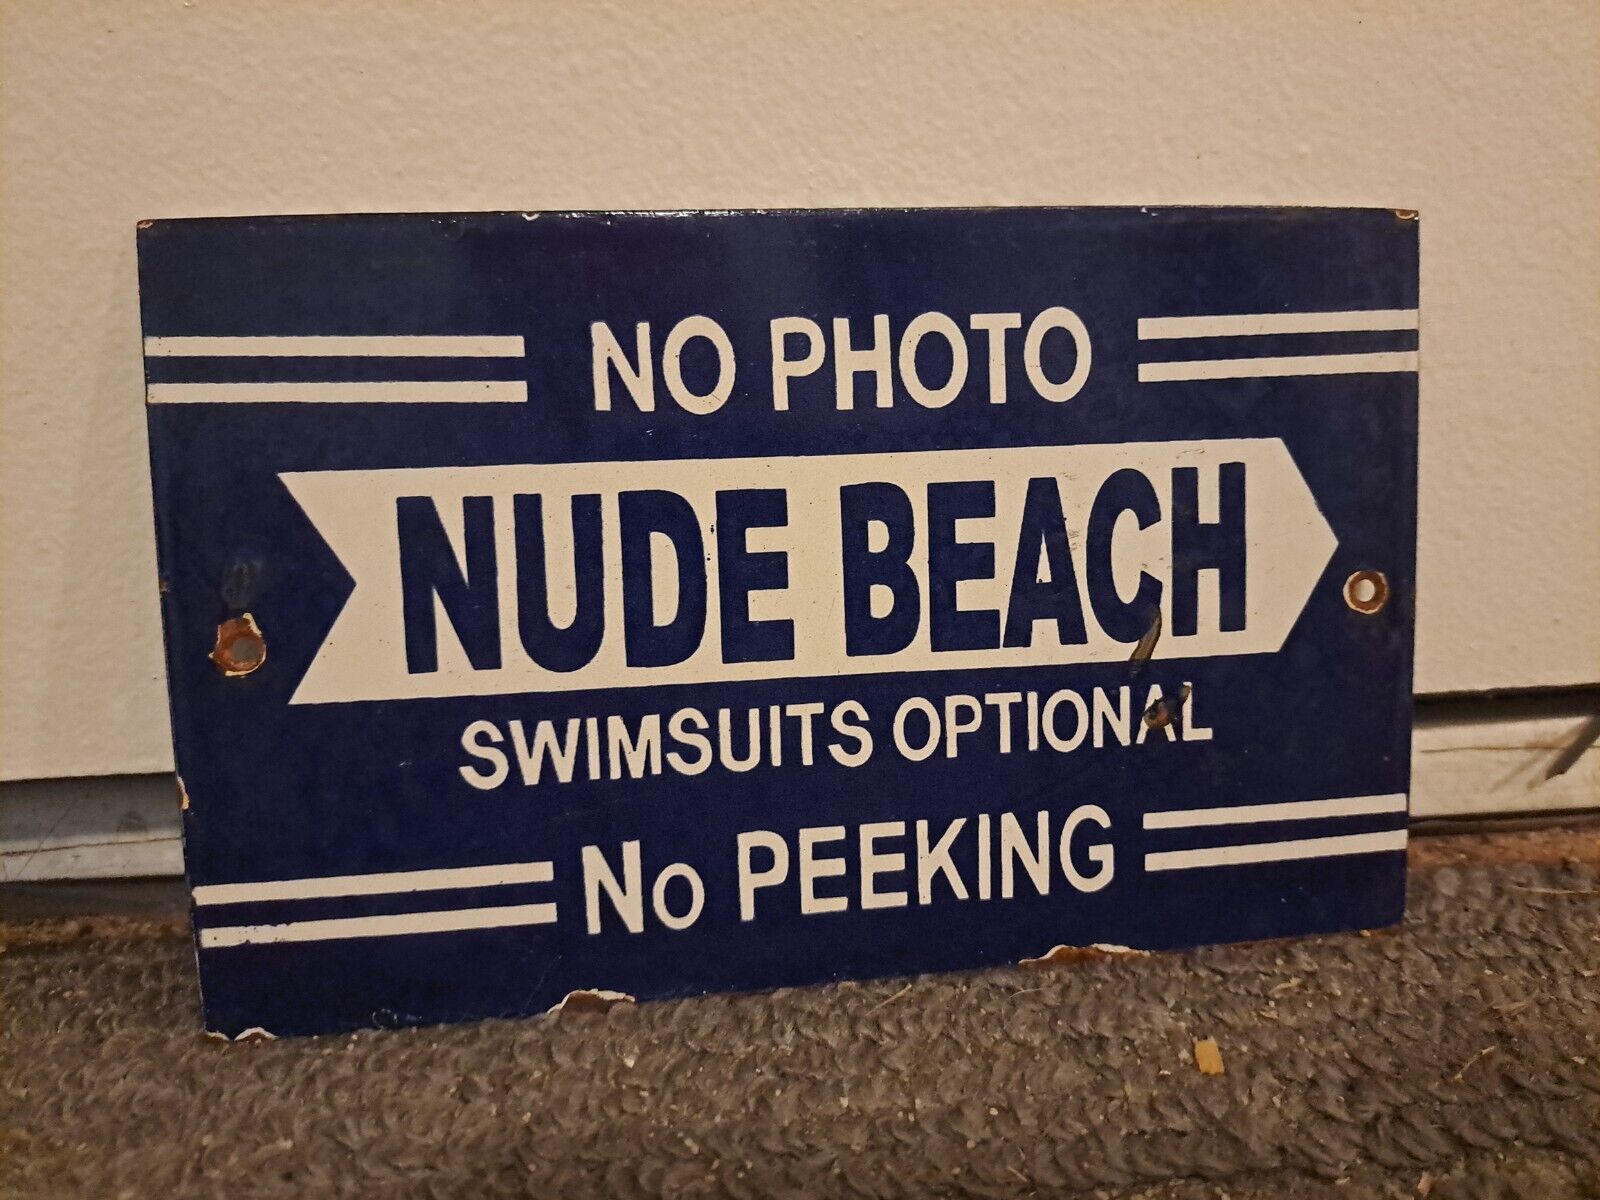 NO PHOTO
NUDE BEACH
SWIMSUITS OPTIONAL
No PEEKING